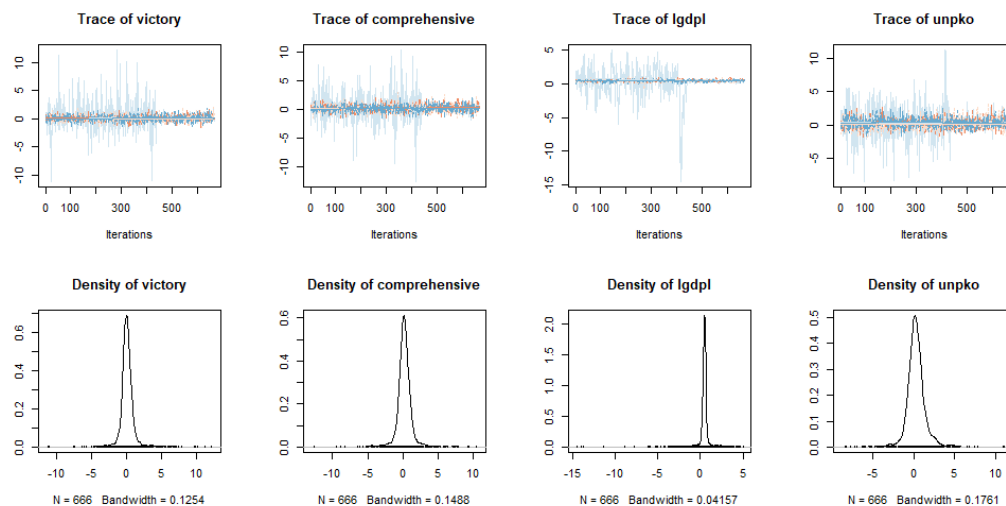 Trace of victory
Trace of comprehensive
Trace of lgdpl
Trace of unpko
10
5
0
-5
-10
10
5
0
-5
-10
5
0
-5
-10
-15
10
5
0
-5
0 100 300 500
0 100 300 500
0 100 300 500
0 100 300 500
Iterations
Iterations
Iterations
Iterations
Density of victory
Density of comprehensive
Density of lgdpl
Density of unpko
0.6
0.4
0.2
0.0
0.6
0.4
0.2
0.0
2.0
1.5
1.0
0.5
0.0
0.5
0.4
0.3
0.2
0.1
0.0
-10 -5 0 5 10
-10 -5 0 5 10
-15 -10 -5 0 5
-5 0 5 10
N = 666 Bandwidth = 0.1254
N = 666 Bandwidth = 0.1488
N = 666 Bandwidth = 0.04157
N = 666 Bandwidth = 0.1761